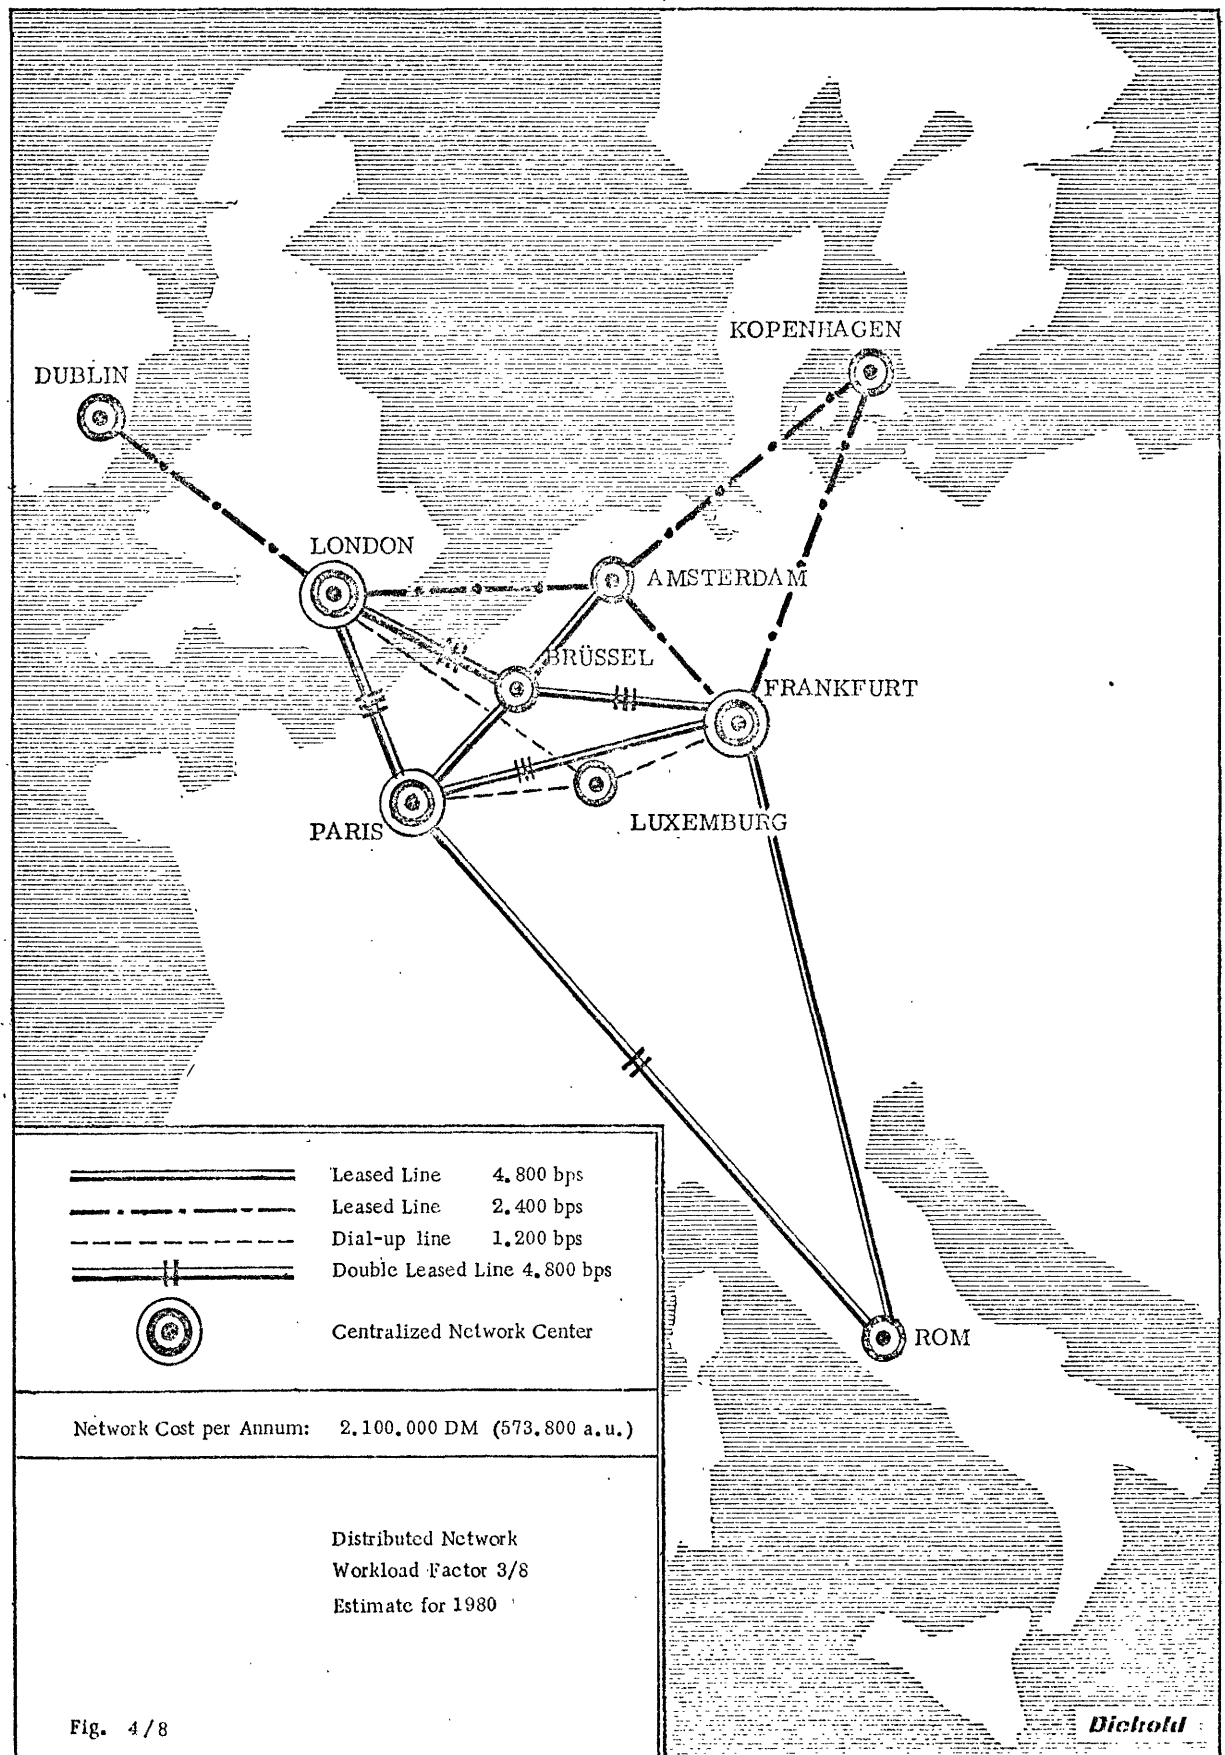 KOPENHAGEN
DUBLIN
LONDON
AMSTERDAM
BRÜSSEL
FRANKFURT
LUXEMBURG
PARIS
ROM
Leased Line 4.800 bps
Leased Line 2.400 bps
Dial-up line 1.200 bps
Double Leased Line 4.800 bps
Centralized Network Center
Network Cost per Annum: 2.100.000 DM (573.800 a.u.)
Distributed Network
Workload Factor 3/8
Estimate for 1980
Fig. 4/8
Diebold